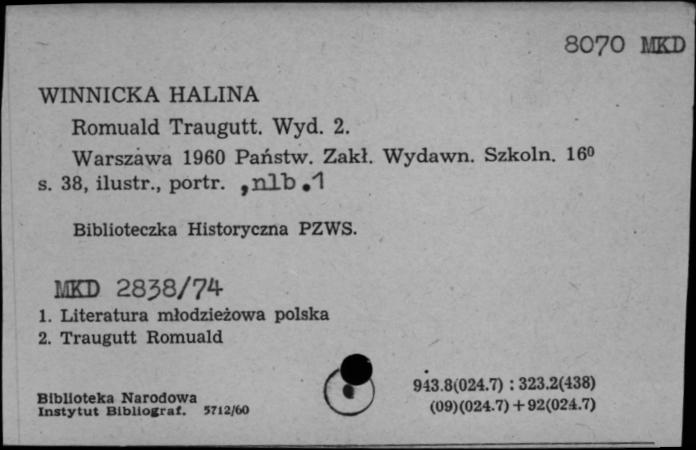 8070 MKD
WINNICKA HALINA
Romuald Traugutt. Wyd. 2.
Warszawa 1960 Państw. Zakł. Wydawn. Szkoln. 16⁰
s. 38, ilustr., portr. ,nlb.1
Biblioteczka Historyczna PZWS.
MKD 2838/74
1. Literatura młodzieżowa polska
2. Traugutt Romuald
943.8(024.7) : 323.2(438)
(09)(024.7) + 92(024.7)
Biblioteka Narodowa
Instytut Bibliograf. 5712/60